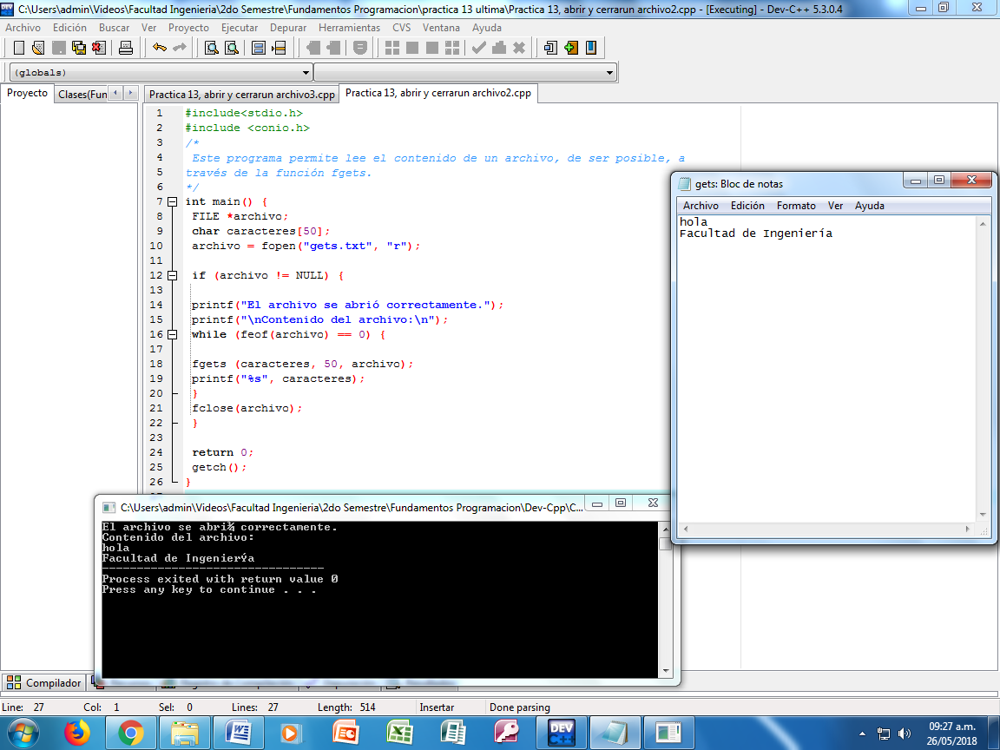 C:\Users\admin\Videos\Facultad Ingenieria\2do Semestre\Fundamentos Programacion\practica 13 ultima\Practica 13, abrir y cerrarun archivo2.cpp - [Executing] - Dev-C++ 5.3.0.4
Archivo Edición Buscar Ver Proyecto Ejecutar Depurar Herramientas CVS Ventana Ayuda
(globals)
Proyecto Clases(Fun Practica 13, abrir y cerrarun archivo3.cpp Practica 13, abrir y cerrarun archivo2.cpp
1 #include<stdio.h>
2 #include <conio.h>
3 /*
4 Este programa permite lee el contenido de un archivo, de ser posible, a
5 través de la función fgets.
6 */
7 int main() {
8 FILE *archivo;
9 char caracteres[50];
10 archivo = fopen("gets.txt", "r");
11
12 if (archivo != NULL) {
13
14 printf("El archivo se abrió correctamente.");
15 printf("\nContenido del archivo:\n");
16 while (feof(archivo) == 0) {
17
18 fgets (caracteres, 50, archivo);
19 printf("%s", caracteres);
20 }
21 fclose(archivo);
22 }
23
24 return 0;
25 getch();
26 }
gets: Bloc de notas
Archivo Edición Formato Ver Ayuda
hola
Facultad de Ingeniería
C:\Users\admin\Videos\Facultad Ingenieria\2do Semestre\Fundamentos Programacion\Dev-Cpp\C...
El archivo se abri¾ correctamente.
Contenido del archivo:
hola
Facultad de Ingenierýa
--------------------------------
Process exited with return value 0
Press any key to continue . . .
Compilador
Line: 27 Col: 1 Sel: 0 Lines: 27 Length: 514 Insertar Done parsing
DEV C++
09:27 a.m.
26/05/2018